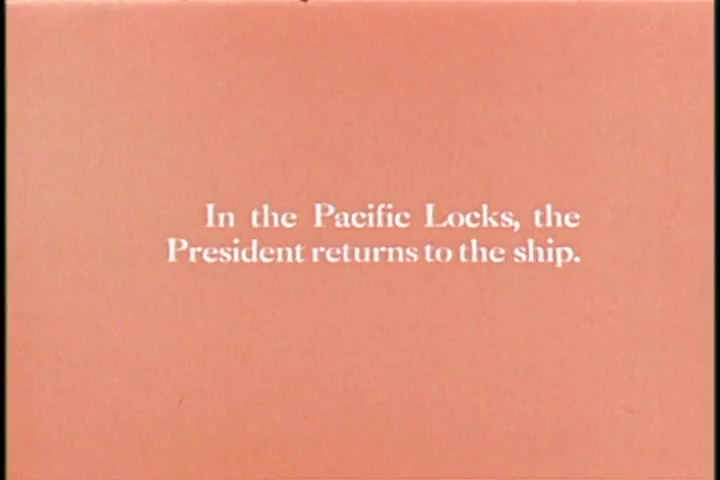 In the Pacific Locks, the
President returns to the ship.